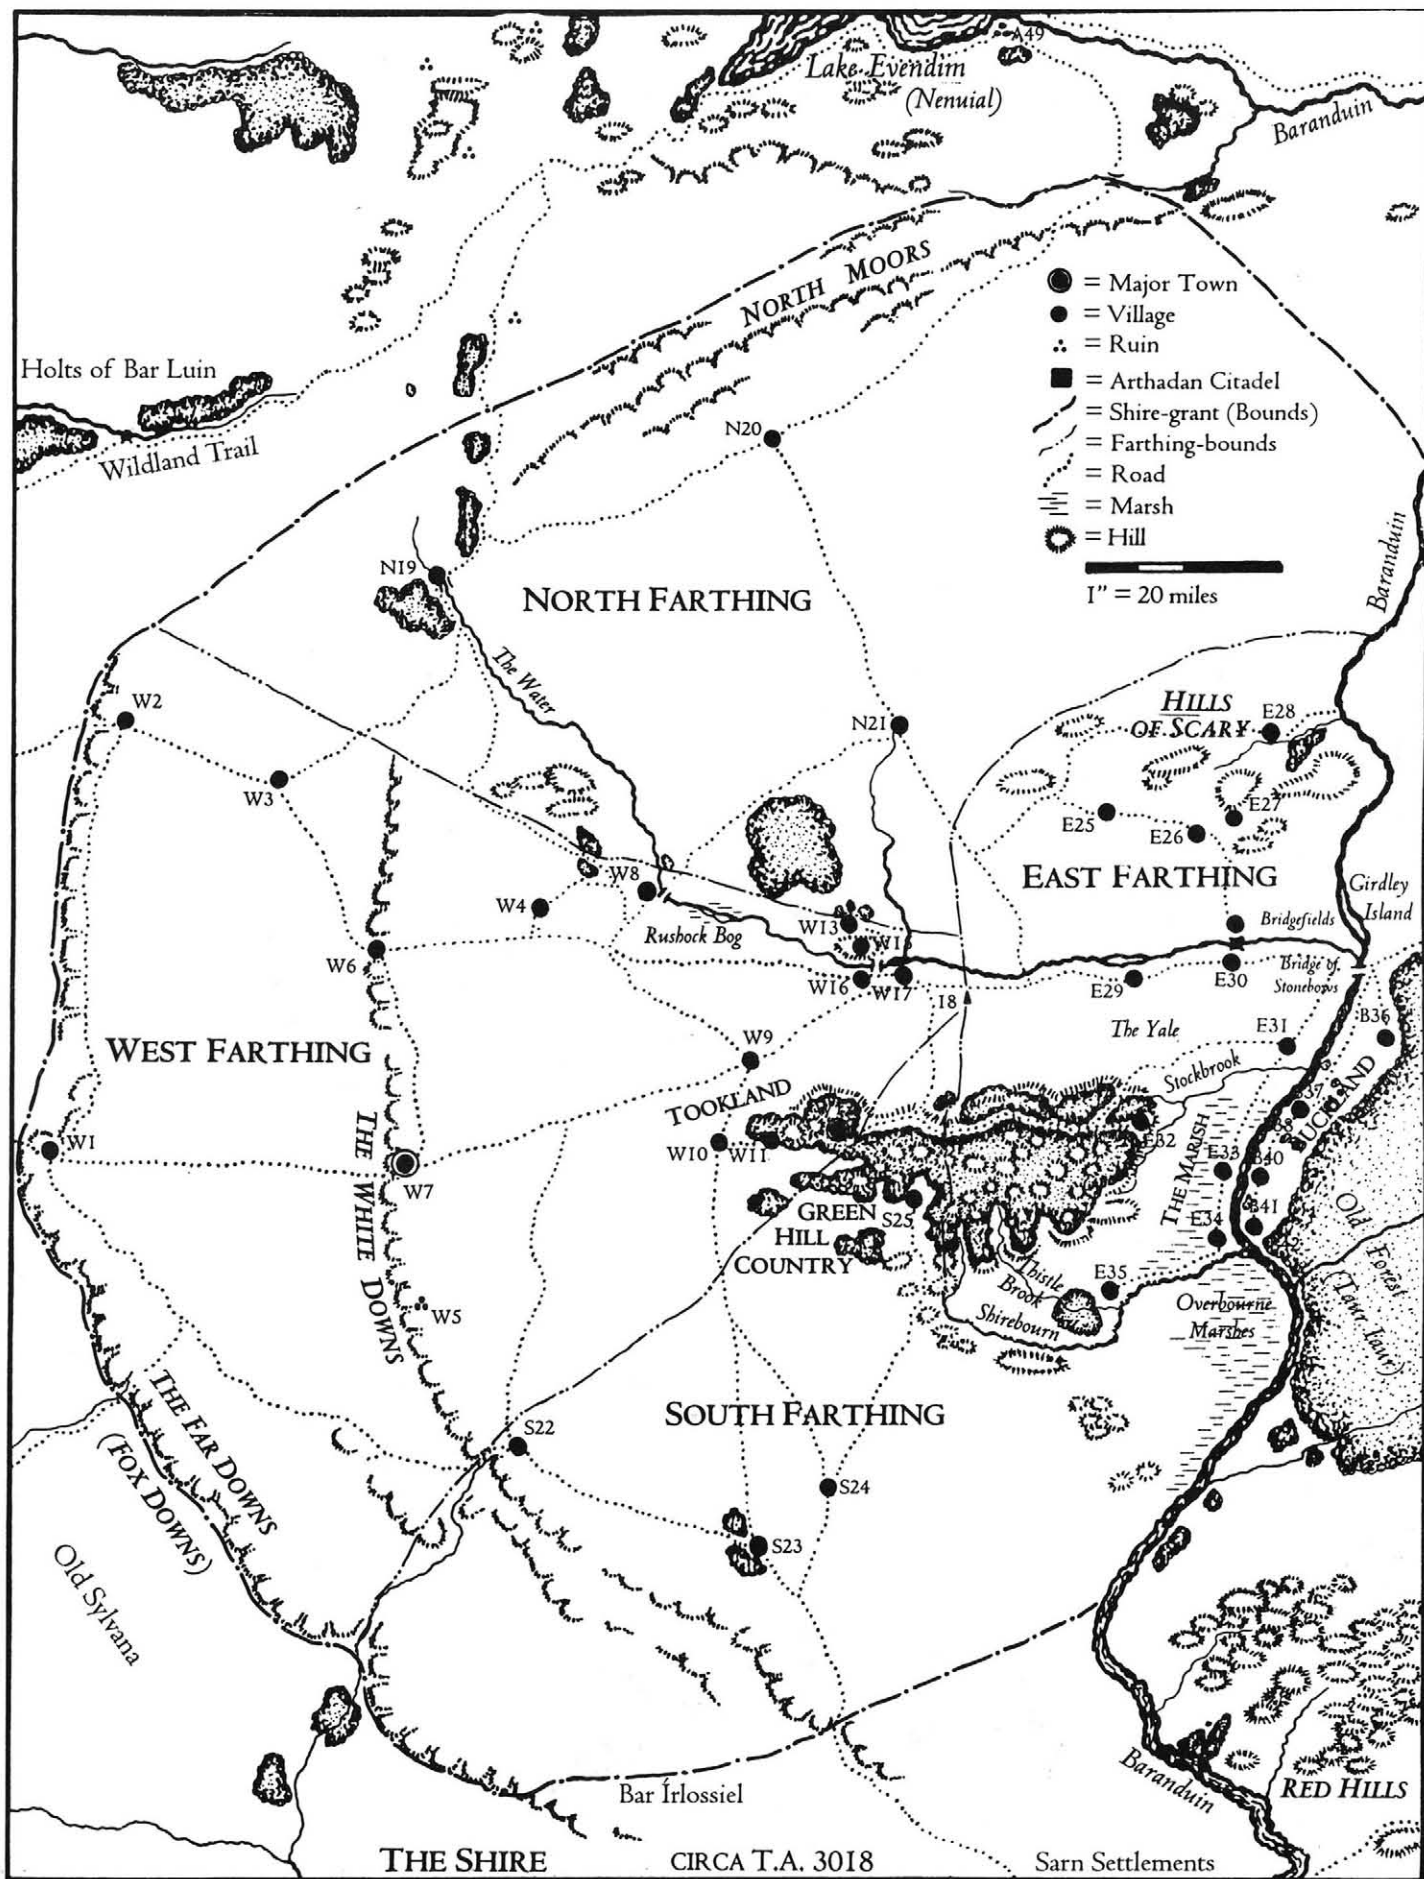 A49
Lake Evendim
(Nenuial)
Baranduin
NORTH MOORS
= Major Town
= Village
= Ruin
= Arthadan Citadel
= Shire-grant (Bounds)
= Farthing-bounds
= Road
= Marsh
= Hill
1" = 20 miles
Holts of Bar Luin
Wildland Trail
N20
Baranduin
N19
NORTH FARTHING
The Water
W2
N21
HILLS
OF SCARY
E28
W3
E27
E25
E26
EAST FARTHING
W8
Girdley
Island
W4
W13
Bridgefields
Rushock Bog
W15
W6
Bridge of
Stonebows
W16
W17
E29
E30
18
The Yale
E31
B36
WEST FARTHING
W9
Stockbrook
TOOKLAND
BUCKLAND
W1
W10
W11
E32
THE MARISH
E33
B40
W7
THE WHITE DOWNS
GREEN
HILL
COUNTRY
S25
E34
B41
Old Forest
(Taur Iaur)
Thistle
Brook
E35
W5
Shirebourn
Overbourne
Marshes
THE FAR DOWNS
(FOX DOWNS)
SOUTH FARTHING
S22
S24
S23
Old Sylvana
Baranduin
Bar Írlossiel
RED HILLS
THE SHIRE
CIRCA T.A. 3018
Sarn Settlements